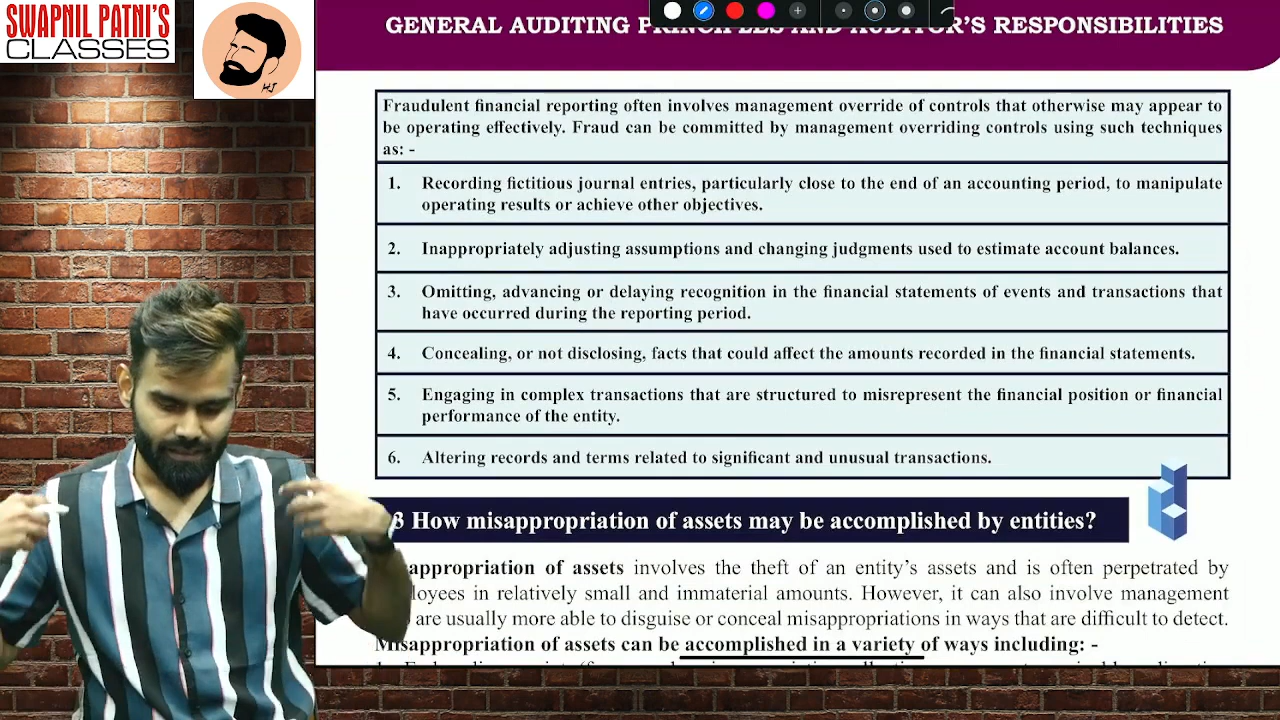 SWAPNIL PATNI'S
CLASSES
GENERAL AUDITING PRINCIPLES AND AUDITOR'S RESPONSIBILITIES
Fraudulent financial reporting often involves management override of controls that otherwise may appear to
be operating effectively. Fraud can be committed by management overriding controls using such techniques
as: -
1. Recording fictitious journal entries, particularly close to the end of an accounting period, to manipulate
operating results or achieve other objectives.
2. Inappropriately adjusting assumptions and changing judgments used to estimate account balances.
3. Omitting, advancing or delaying recognition in the financial statements of events and transactions that
have occurred during the reporting period.
4. Concealing, or not disclosing, facts that could affect the amounts recorded in the financial statements.
5. Engaging in complex transactions that are structured to misrepresent the financial position or financial
performance of the entity.
6. Altering records and terms related to significant and unusual transactions.
3 How misappropriation of assets may be accomplished by entities?
appropriation of assets involves the theft of an entity's assets and is often perpetrated by
loyees in relatively small and immaterial amounts. However, it can also involve management
are usually more able to disguise or conceal misappropriations in ways that are difficult to detect.
Misappropriation of assets can be accomplished in a variety of ways including: -